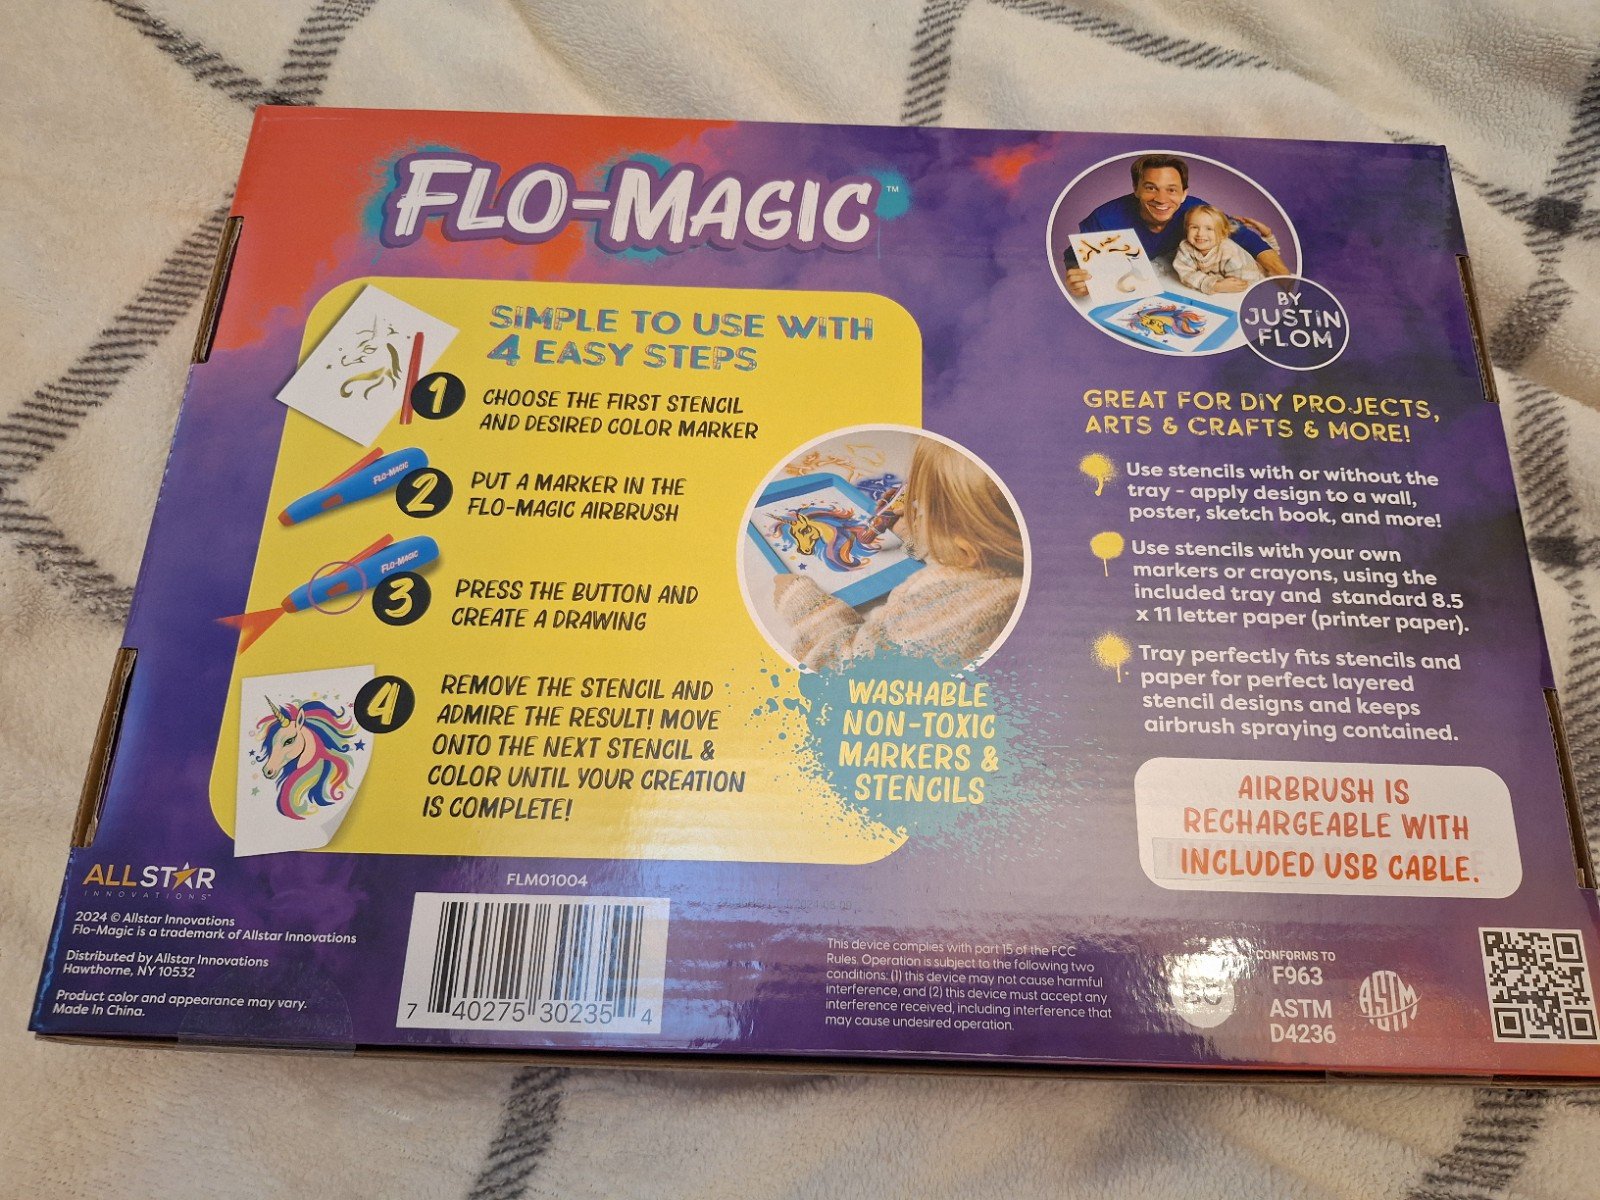 FLO-MAGIC™
SIMPLE TO USE WITH
4 EASY STEPS
1
CHOOSE THE FIRST STENCIL
AND DESIRED COLOR MARKER
FLO-MAGIC
2
PUT A MARKER IN THE
FLO-MAGIC AIRBRUSH
FLO-MAGIC
3
PRESS THE BUTTON AND
CREATE A DRAWING
4
REMOVE THE STENCIL AND
ADMIRE THE RESULT! MOVE
ONTO THE NEXT STENCIL &
COLOR UNTIL YOUR CREATION
IS COMPLETE!
WASHABLE
NON-TOXIC
MARKERS &
STENCILS
BY
JUSTIN
FLOM
GREAT FOR DIY PROJECTS,
ARTS & CRAFTS & MORE!
Use stencils with or without the
tray - apply design to a wall,
poster, sketch book, and more!
Use stencils with your own
markers or crayons, using the
included tray and standard 8.5
x 11 letter paper (printer paper).
Tray perfectly fits stencils and
paper for perfect layered
stencil designs and keeps
airbrush spraying contained.
AIRBRUSH IS
RECHARGEABLE WITH
INCLUDED USB CABLE.
ALLSTAR
INNOVATIONS
2024 © Allstar Innovations
Flo-Magic is a trademark of Allstar Innovations
Distributed by Allstar Innovations
Hawthorne, NY 10532
Product color and appearance may vary.
Made In China.
FLM01004
7 40275 30235 4
This device complies with part 15 of the FCC
Rules. Operation is subject to the following two
conditions: (1) this device may not cause harmful
interference, and (2) this device must accept any
interference received, including interference that
may cause undesired operation.
CONFORMS TO
F963
ASTM
D4236
ASTM